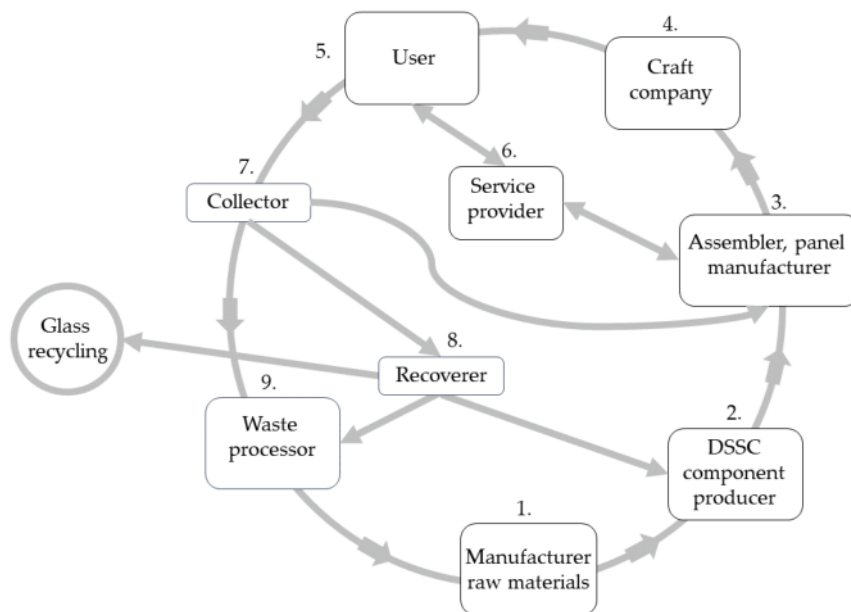 4.
5.
User
Craft
company
6.
7.
Service
provider
Collector
3.
Assembler, panel
manufacturer
Glass
recycling
8.
Recoverer
9.
Waste
processor
2.
DSSC
component
producer
1.
Manufacturer
raw materials